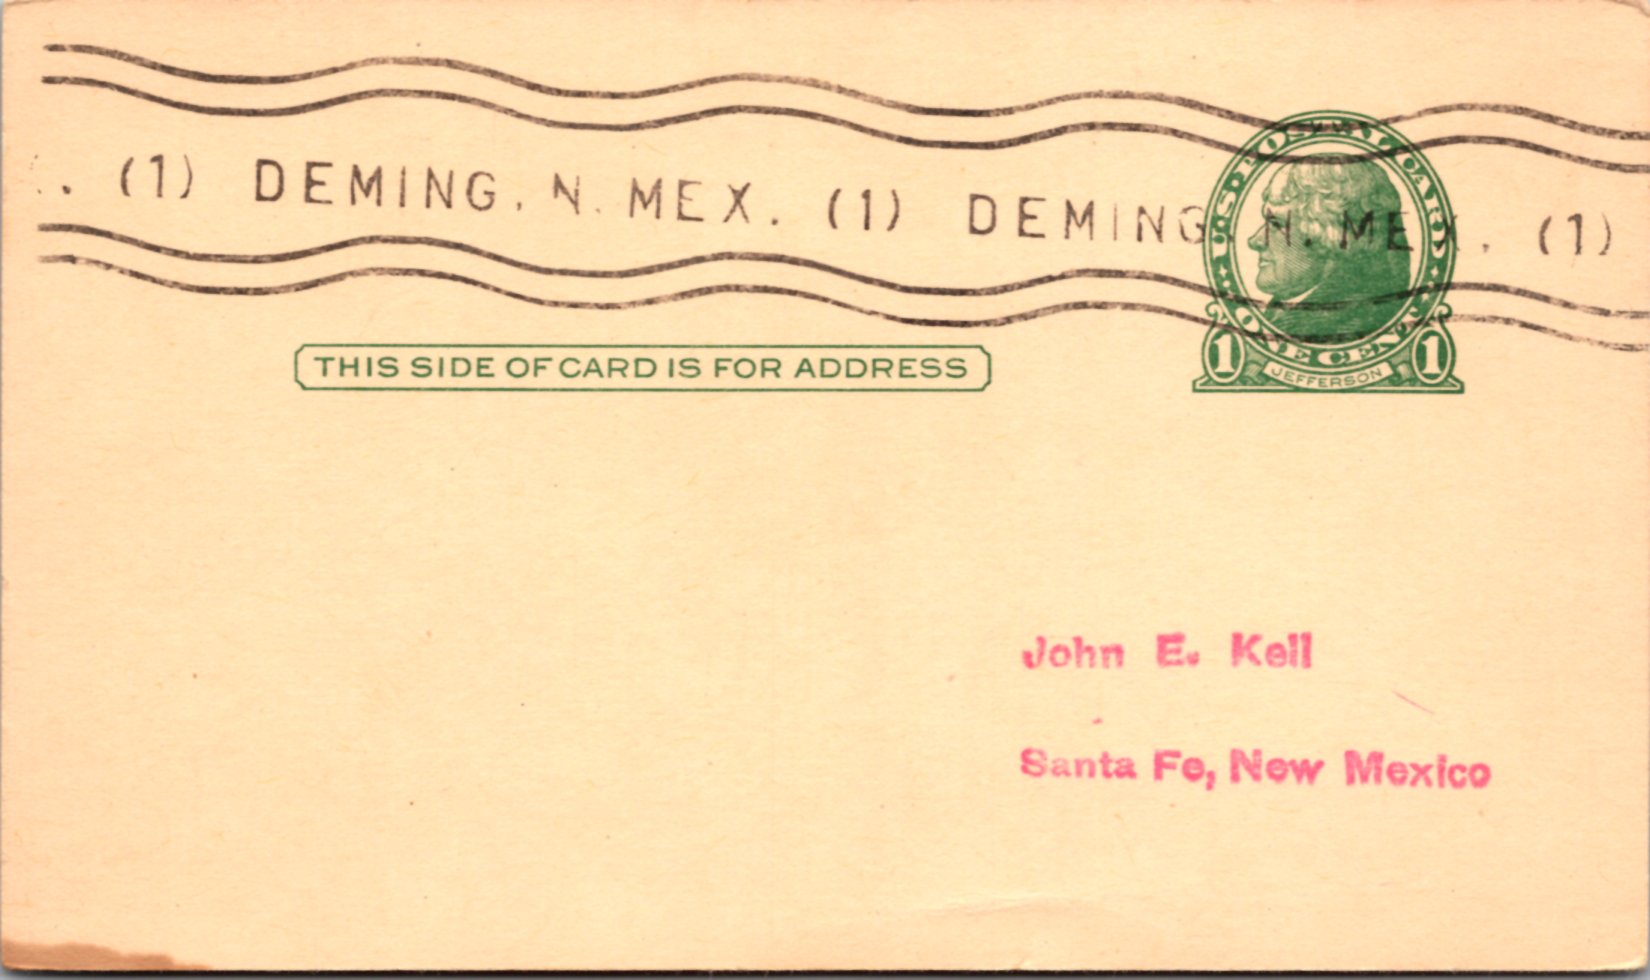 . (1) DEMING. N. MEX. (1) DEMING N. MEX. (1)
U.S. POSTAL CARD
ONE CENT
1 JEFFERSON 1
THIS SIDE OF CARD IS FOR ADDRESS
John E. Kell
Santa Fe, New Mexico